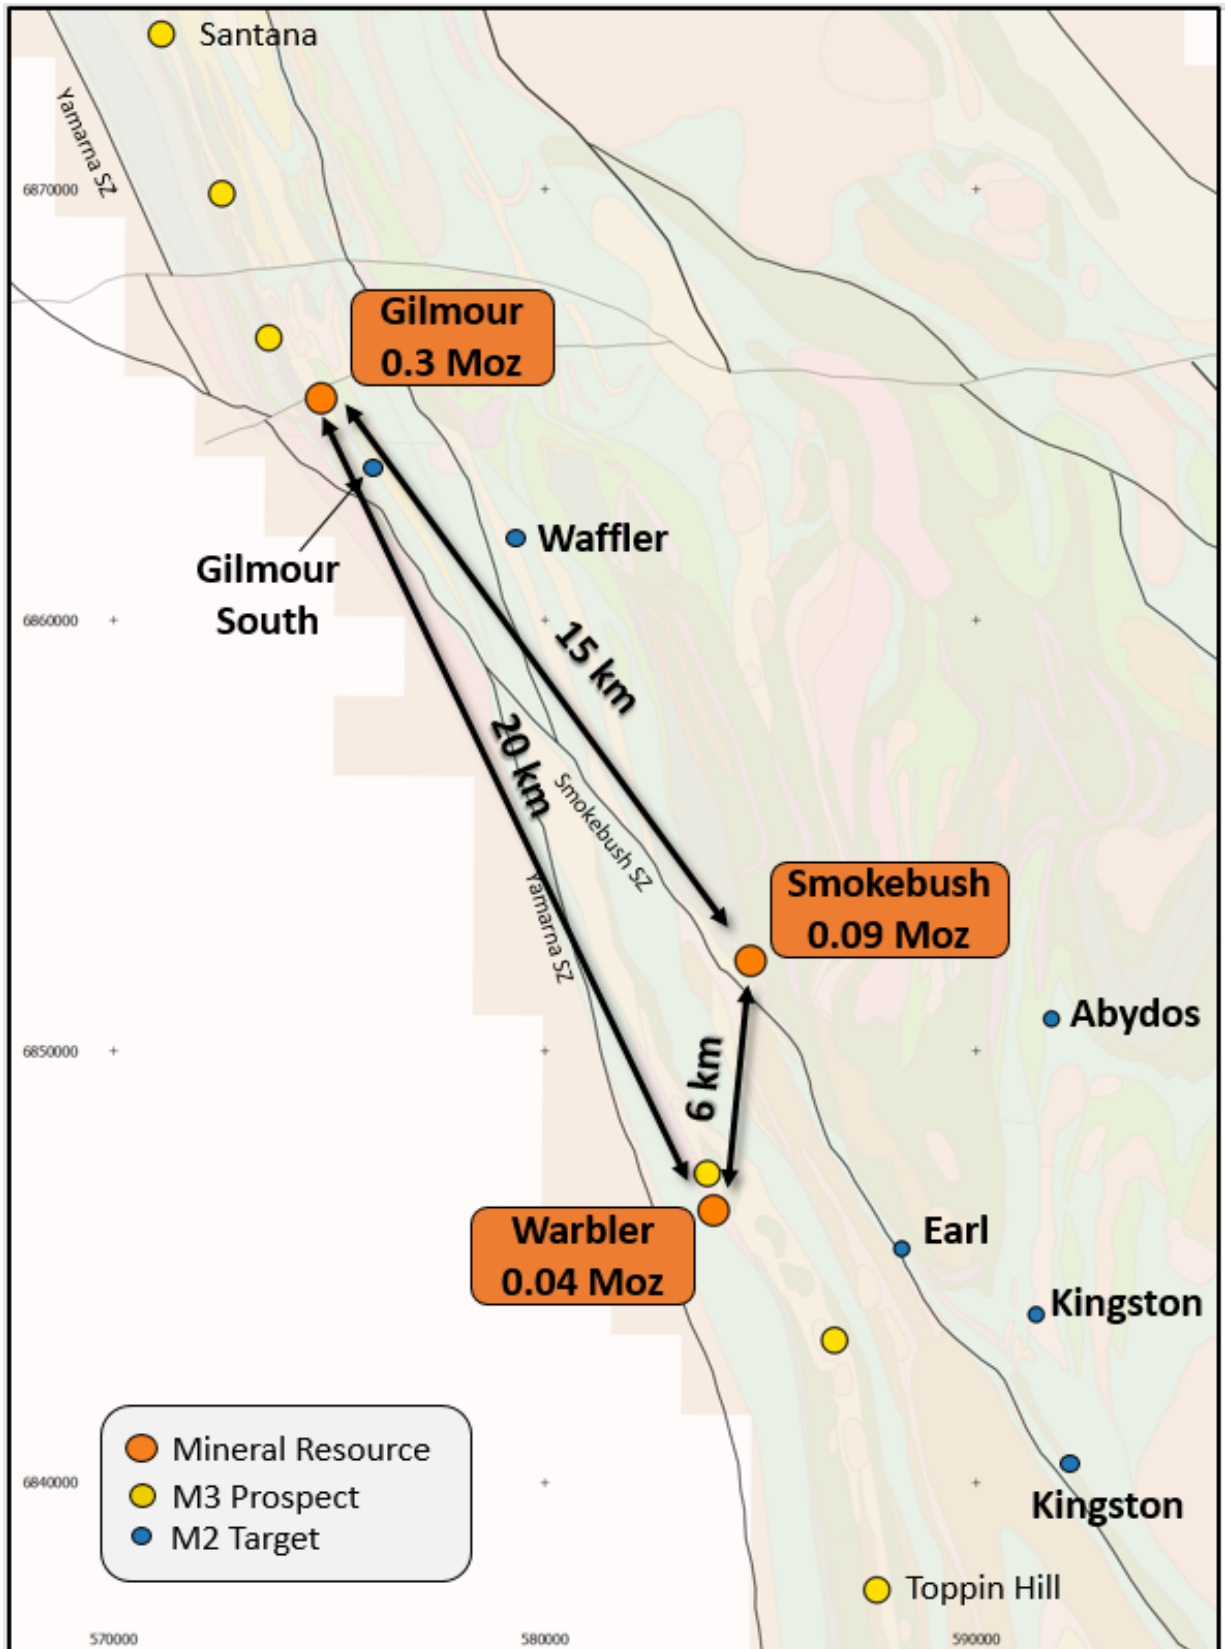 Santana
Yamarna SZ
6870000
Gilmour
0.3 Moz
Waffler
Gilmour
South
6860000
15 km
20 km
Smokebush SZ
Yamarna SZ
Smokebush
0.09 Moz
Abydos
6850000
6 km
Warbler
0.04 Moz
Earl
Kingston
Mineral Resource
M3 Prospect
M2 Target
6840000
Kingston
Toppin Hill
570000
580000
590000